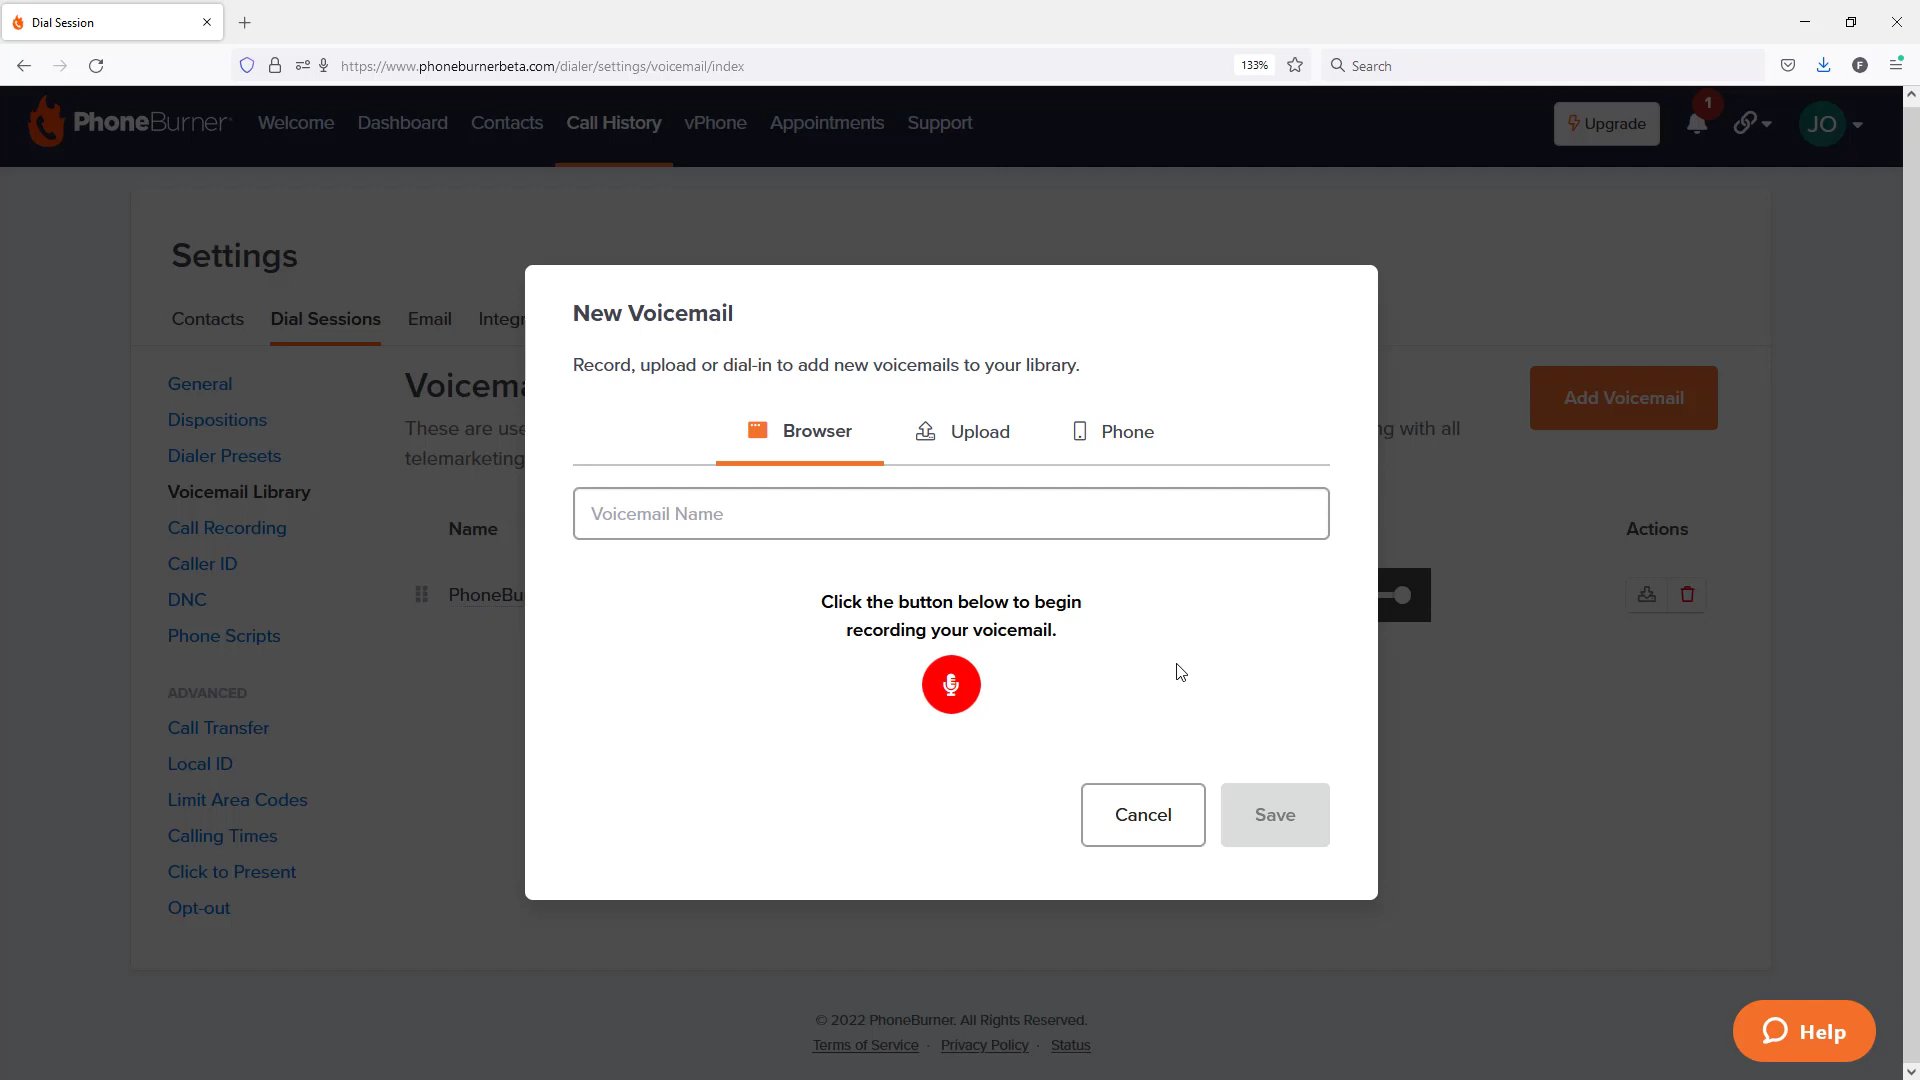 Dial Session
https://www.phoneburnerbeta.com/dialer/settings/voicemail/index
133%
Search
F
PhoneBurner
Welcome
Dashboard
Contacts
Call History
vPhone
Appointments
Support
Upgrade
1
JO
Settings
Contacts
Dial Sessions
Email
Integr
General
Dispositions
Dialer Presets
Voicemail Library
Call Recording
Caller ID
DNC
Phone Scripts
ADVANCED
Call Transfer
Local ID
Limit Area Codes
Calling Times
Click to Present
Opt-out
Voicema
Add Voicemail
These are use
ng with all
telemarketing
Name
Actions
PhoneBu
New Voicemail
Record, upload or dial-in to add new voicemails to your library.
Browser
Upload
Phone
Voicemail Name
Click the button below to begin
recording your voicemail.
Cancel
Save
© 2022 PhoneBurner. All Rights Reserved.
Terms of Service · Privacy Policy · Status
Help